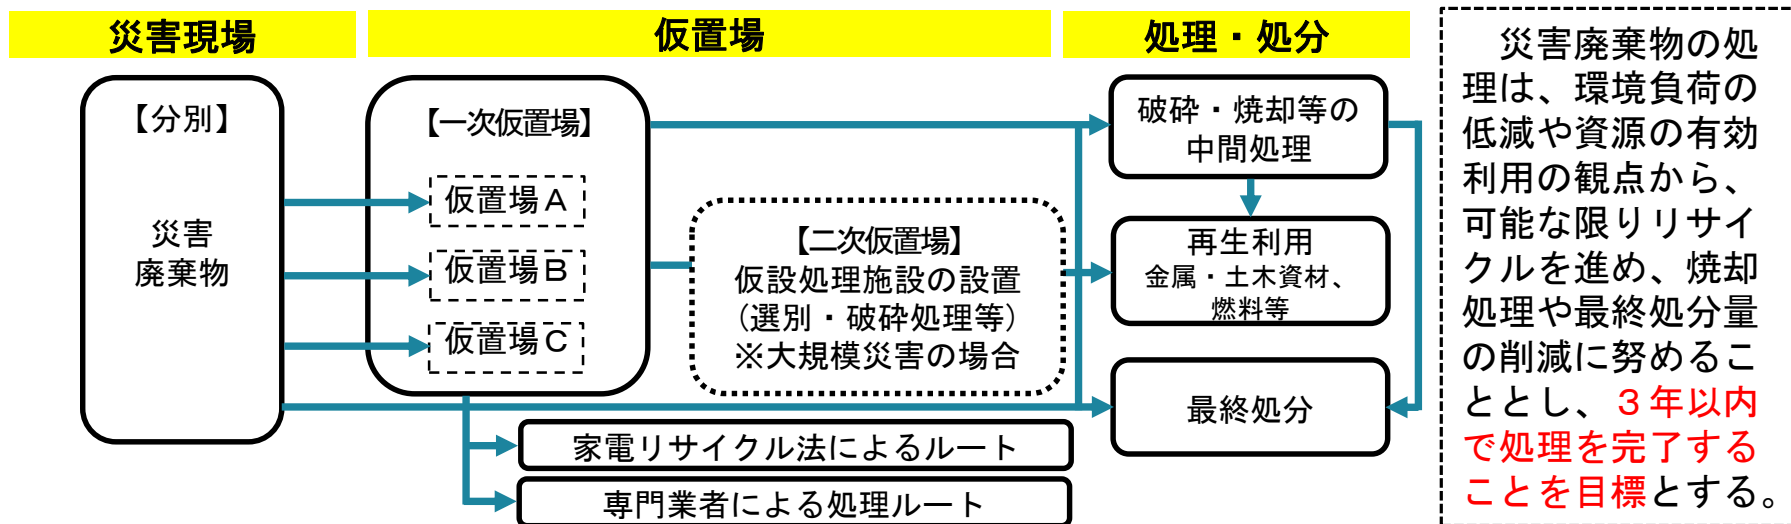 災害現場
仮置場
処理・処分
【分別】
災害
廃棄物
【一次仮置場】
仮置場Ａ
仮置場Ｂ
仮置場Ｃ
【二次仮置場】
仮設処理施設の設置
（選別・破砕処理等）
※大規模災害の場合
家電リサイクル法によるルート
専門業者による処理ルート
破砕・焼却等の
中間処理
再生利用
金属・土木資材、
燃料等
最終処分
災害廃棄物の処
理は、環境負荷の
低減や資源の有効
利用の観点から、
可能な限りリサイ
クルを進め、焼却
処理や最終処分量
の削減に努めるこ
ととし、３年以内
で処理を完了する
ことを目標とする。